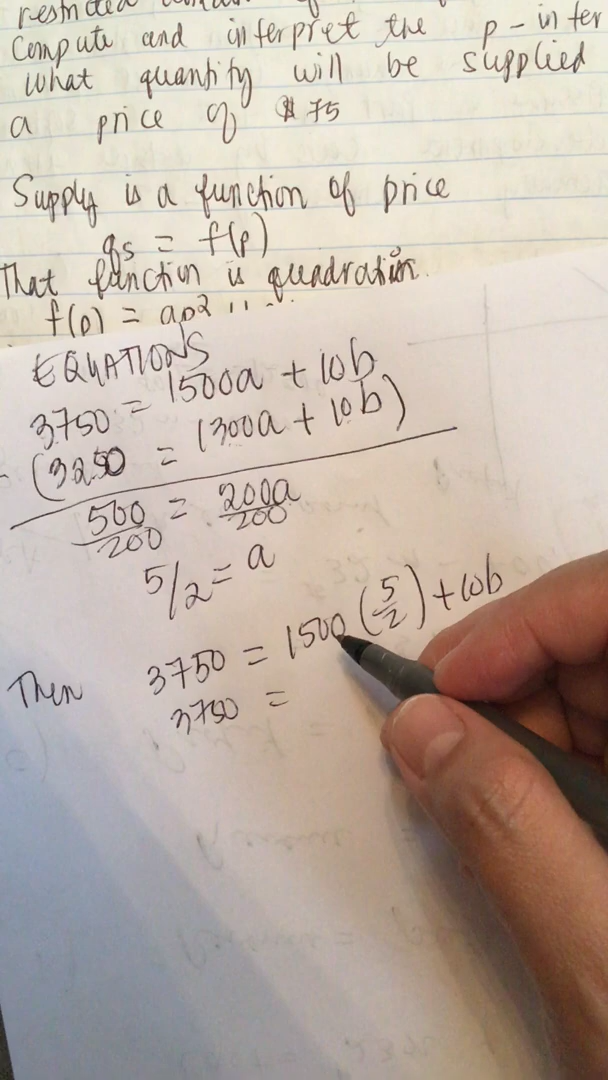 Compute and interpret the p-inter
What quantity will be supplied
a price of $75
Supply is a function of price
qs = f(p)
That function is quadratic.
f(p) = ap² ...
EQUATIONS
3750 = 1500a + 10b
- (3250 = 1300a + 10b)
500/200 = 200a/200
5/2 = a
Then 3750 = 1500 (5/2) + 10b
3750 =